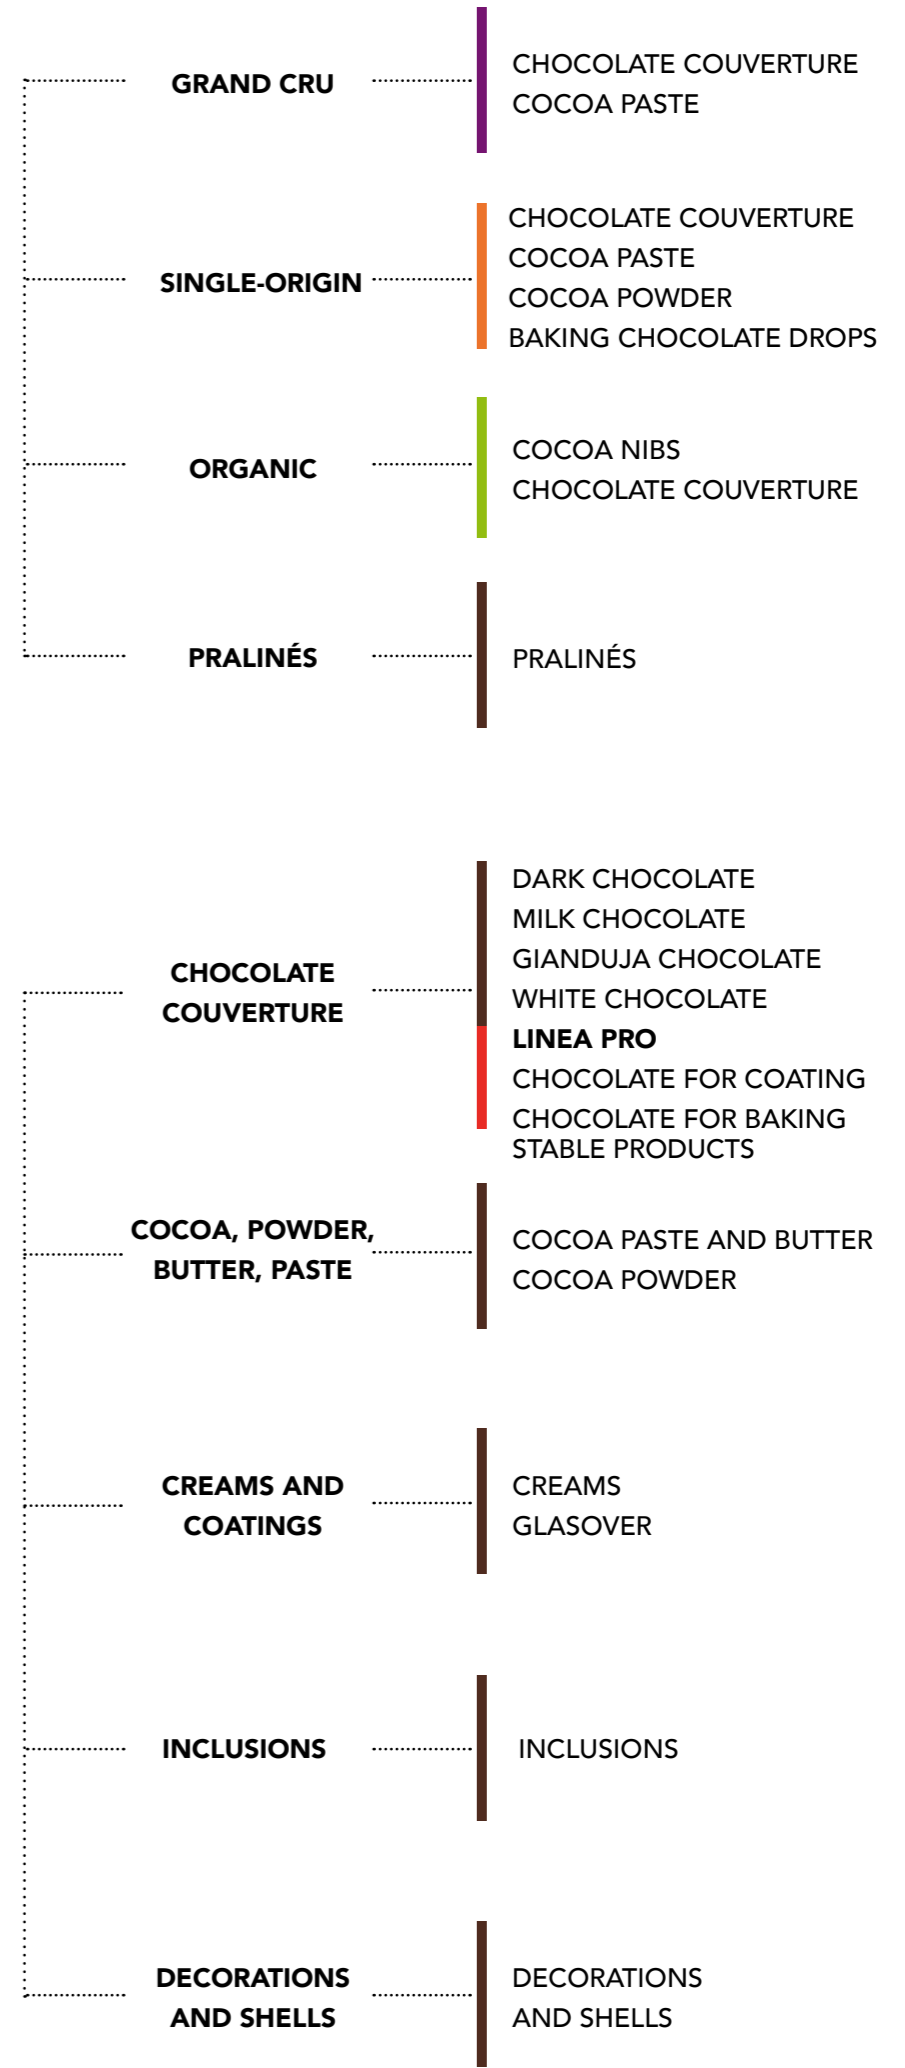 GRAND CRU
CHOCOLATE COUVERTURE
COCOA PASTE
SINGLE-ORIGIN
CHOCOLATE COUVERTURE
COCOA PASTE
COCOA POWDER
BAKING CHOCOLATE DROPS
ORGANIC
COCOA NIBS
CHOCOLATE COUVERTURE
PRALINÉS
PRALINÉS
CHOCOLATE
COUVERTURE
DARK CHOCOLATE
MILK CHOCOLATE
GIANDUJA CHOCOLATE
WHITE CHOCOLATE
LINEA PRO
CHOCOLATE FOR COATING
CHOCOLATE FOR BAKING
STABLE PRODUCTS
COCOA, POWDER,
BUTTER, PASTE
COCOA PASTE AND BUTTER
COCOA POWDER
CREAMS AND
COATINGS
CREAMS
GLASOVER
INCLUSIONS
INCLUSIONS
DECORATIONS
AND SHELLS
DECORATIONS
AND SHELLS